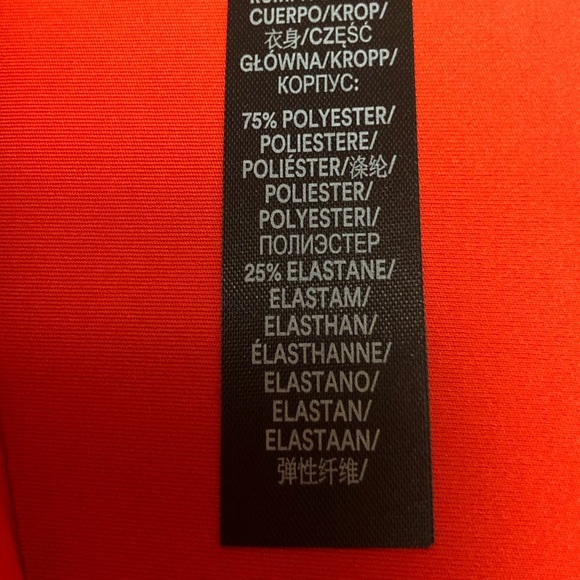 CUERPO/KROP/
衣身/CZĘŚĆ
GŁÓWNA/KROPP/
КОРПУС:
75% POLYESTER/
POLIESTERE/
POLIÉSTER/涤纶/
POLIESTER/
POLYESTERI/
ПОЛИЭСТЕР
25% ELASTANE/
ELASTAM/
ELASTHAN/
ÉLASTHANNE/
ELASTANO/
ELASTAN/
ELASTAAN/
弹性纤维/